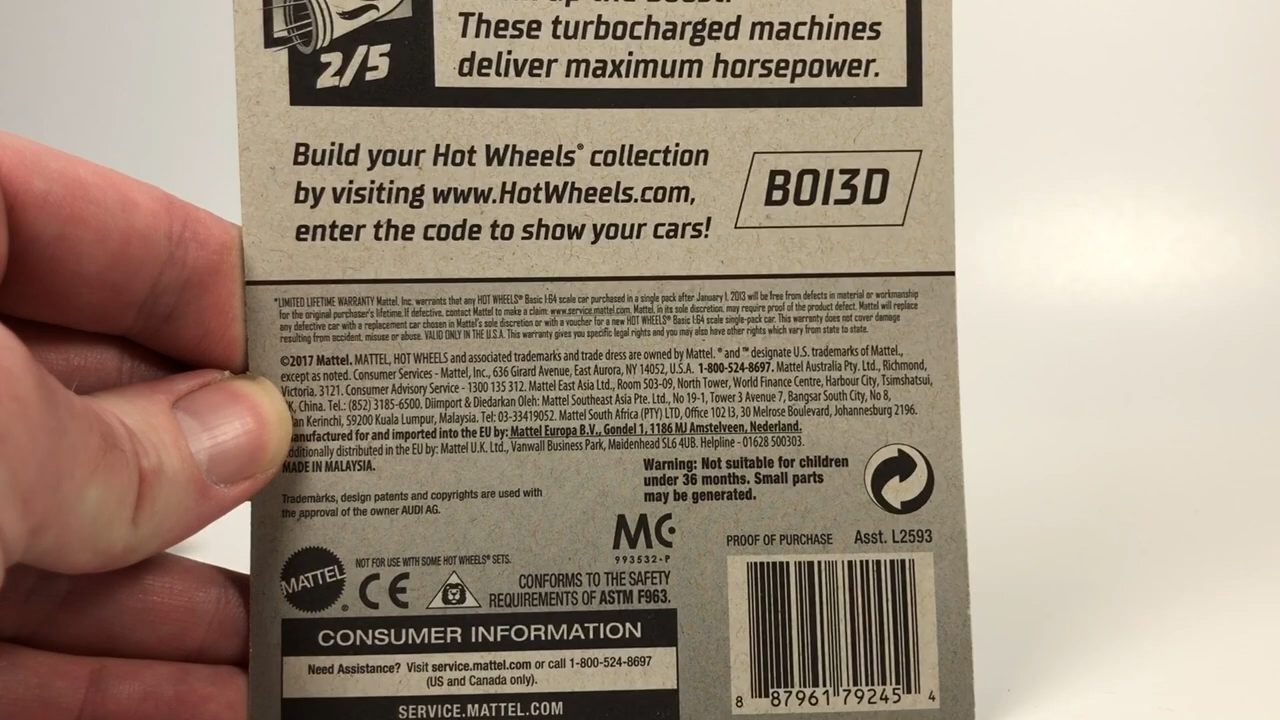 These turbocharged machines
deliver maximum horsepower.
2/5
Build your Hot Wheels® collection
by visiting www.HotWheels.com,
enter the code to show your cars!
BOI3D
*LIMITED LIFETIME WARRANTY Mattel, Inc. warrants that any HOT WHEELS® Basic 1:64 scale car purchased in a single pack after January 1, 2013 will be free from defects in material or workmanship
for the original purchaser's lifetime. If defective, contact Mattel to make a claim: www.service.mattel.com. Mattel, in its sole discretion, may require proof of the product defect. Mattel will replace
any defective car with a replacement car chosen in Mattel's sole discretion or with a voucher for a new HOT WHEELS® Basic 1:64 scale single-pack car. This warranty does not cover damage
resulting from accident, misuse or abuse. VALID ONLY IN THE U.S.A. This warranty gives you specific legal rights and you may also have other rights which vary from state to state.
©2017 Mattel. MATTEL, HOT WHEELS and associated trademarks and trade dress are owned by Mattel. ® and ™ designate U.S. trademarks of Mattel.,
except as noted. Consumer Services - Mattel, Inc., 636 Girard Avenue, East Aurora, NY 14052, U.S.A. 1-800-524-8697. Mattel Australia Pty. Ltd., Richmond,
Victoria. 3121. Consumer Advisory Service - 1300 135 312. Mattel East Asia Ltd., Room 503-09, North Tower, World Finance Centre, Harbour City, Tsimshatsui,
China. Tel.: (852) 3185-6500. Diimport & Diedarkan Oleh: Mattel Southeast Asia Pte. Ltd., No 19-1, Tower 3 Avenue 7, Bangsar South City, No 8,
Kerinchi, 59200 Kuala Lumpur, Malaysia. Tel: 03-33419052. Mattel South Africa (PTY) LTD, Office 102 I3, 30 Melrose Boulevard, Johannesburg 2196.
anufactured for and imported into the EU by: Mattel Europa B.V., Gondel 1, 1186 MJ Amstelveen, Nederland.
dditionally distributed in the EU by: Mattel U.K. Ltd., Vanwall Business Park, Maidenhead SL6 4UB. Helpline - 01628 500303.
MADE IN MALAYSIA.
Warning: Not suitable for children
under 36 months. Small parts
may be generated.
Trademarks, design patents and copyrights are used with
the approval of the owner AUDI AG.
MC
993532-P
PROOF OF PURCHASE Asst. L2593
MATTEL
NOT FOR USE WITH SOME HOT WHEELS® SETS.
CE
CONFORMS TO THE SAFETY
REQUIREMENTS OF ASTM F963.
CONSUMER INFORMATION
Need Assistance? Visit service.mattel.com or call 1-800-524-8697
(US and Canada only).
SERVICE.MATTEL.COM
8 87961 79245 4